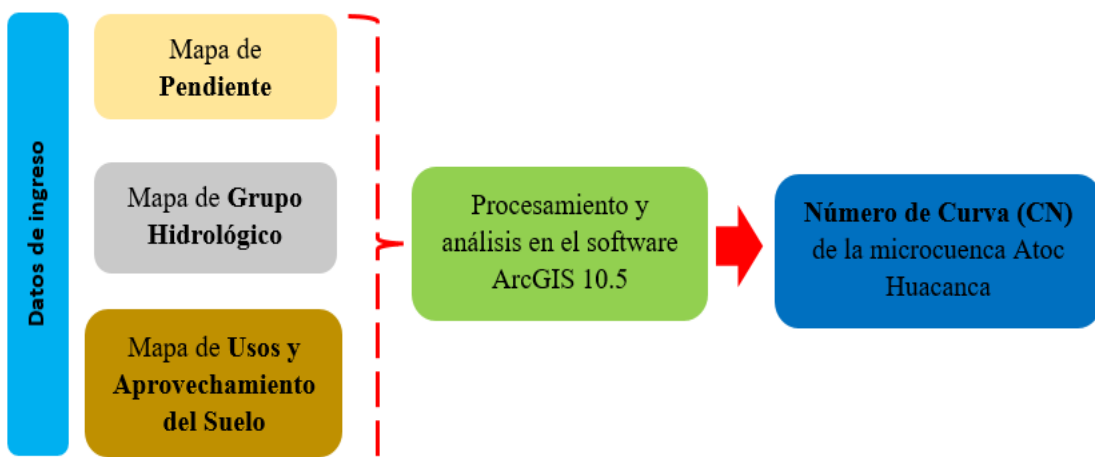 Datos de ingreso
Mapa de
Pendiente
Mapa de Grupo
Hidrológico
Mapa de Usos y
Aprovechamiento
del Suelo
Procesamiento y
análisis en el software
ArcGIS 10.5
Número de Curva (CN)
de la microcuenca Atoc
Huacanca